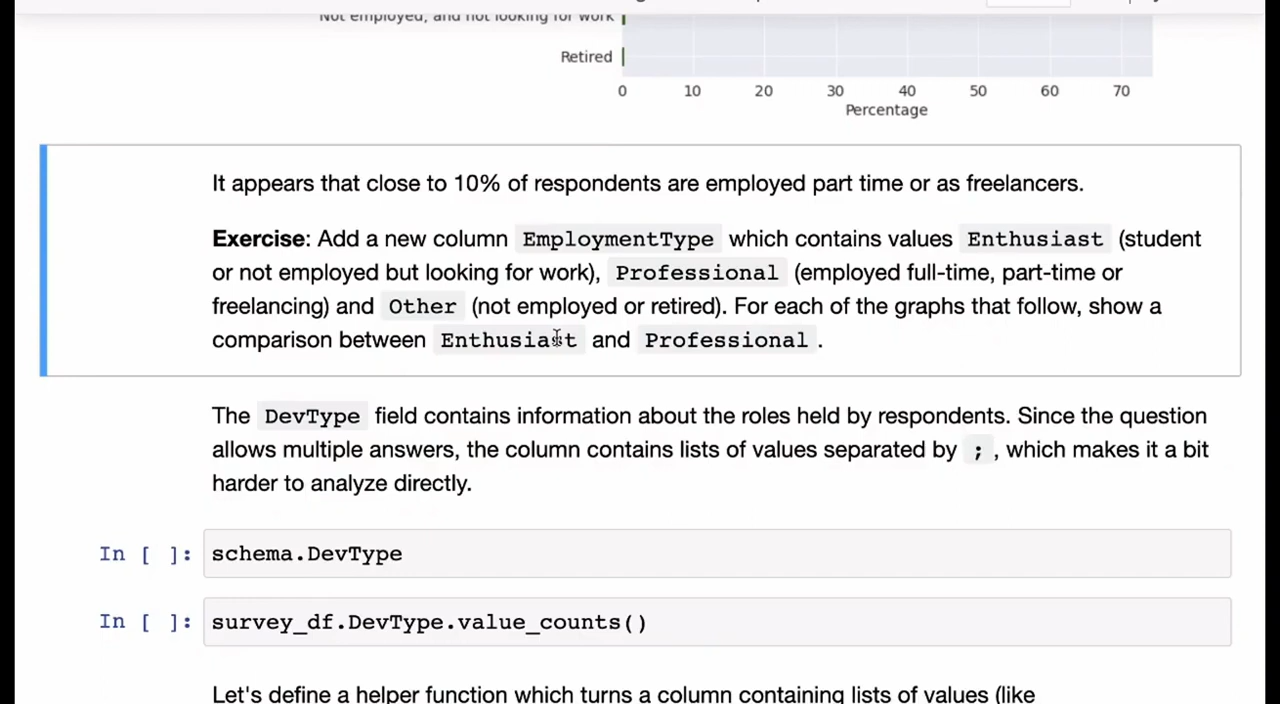 Not employed, and not looking for work
Retired
0 10 20 30 40 50 60 70
Percentage
It appears that close to 10% of respondents are employed part time or as freelancers.
Exercise: Add a new column EmploymentType which contains values Enthusiast (student
or not employed but looking for work), Professional (employed full-time, part-time or
freelancing) and Other (not employed or retired). For each of the graphs that follow, show a
comparison between Enthusiast and Professional .
The DevType field contains information about the roles held by respondents. Since the question
allows multiple answers, the column contains lists of values separated by ; , which makes it a bit
harder to analyze directly.
In [ ]: schema.DevType
In [ ]: survey_df.DevType.value_counts()
Let's define a helper function which turns a column containing lists of values (like